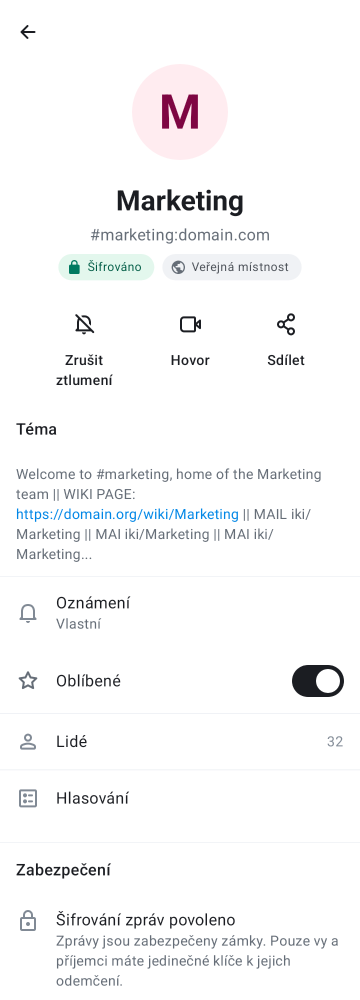 M
Marketing
#marketing:domain.com
Šifrováno
Veřejná místnost
Zrušit
ztlumení
Hovor
Sdílet
Téma
Welcome to #marketing, home of the Marketing
team || WIKI PAGE:
https://domain.org/wiki/Marketing || MAIL iki/
Marketing || MAI iki/Marketing || MAI iki/
Marketing...
Oznámení
Vlastní
Oblíbené
Lidé
32
Hlasování
Zabezpečení
Šifrování zpráv povoleno
Zprávy jsou zabezpečeny zámky. Pouze vy a
příjemci máte jedinečné klíče k jejich
odemčení.